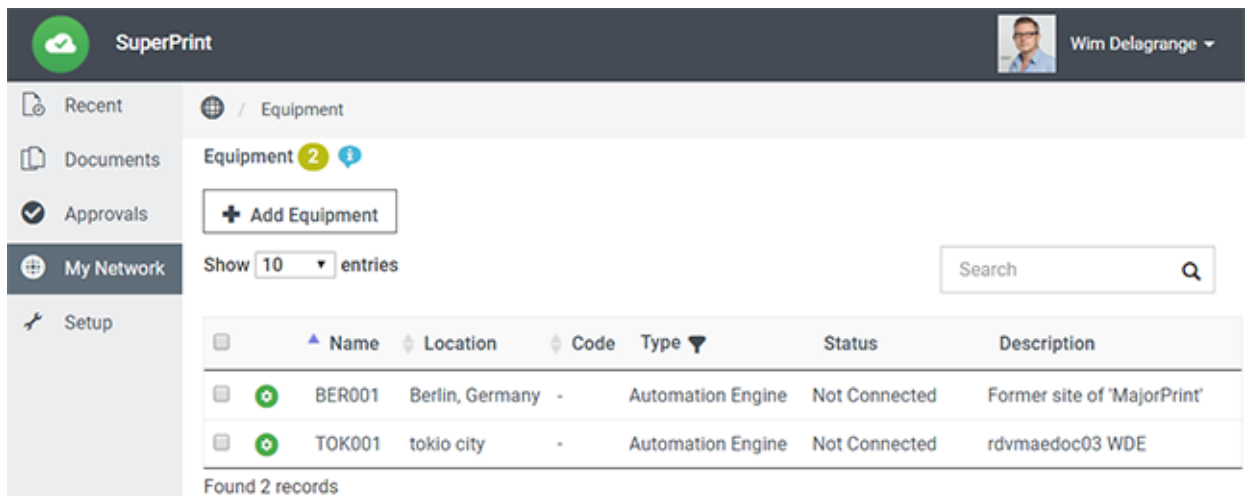 SuperPrint
Wim Delagrange
Recent
/ Equipment
Documents
Equipment 2
Approvals
+ Add Equipment
My Network
Show 10 entries
Search
Setup
Name Location Code Type Status Description
BER001 Berlin, Germany - Automation Engine Not Connected Former site of 'MajorPrint'
TOK001 tokio city - Automation Engine Not Connected rdvmaedoc03 WDE
Found 2 records